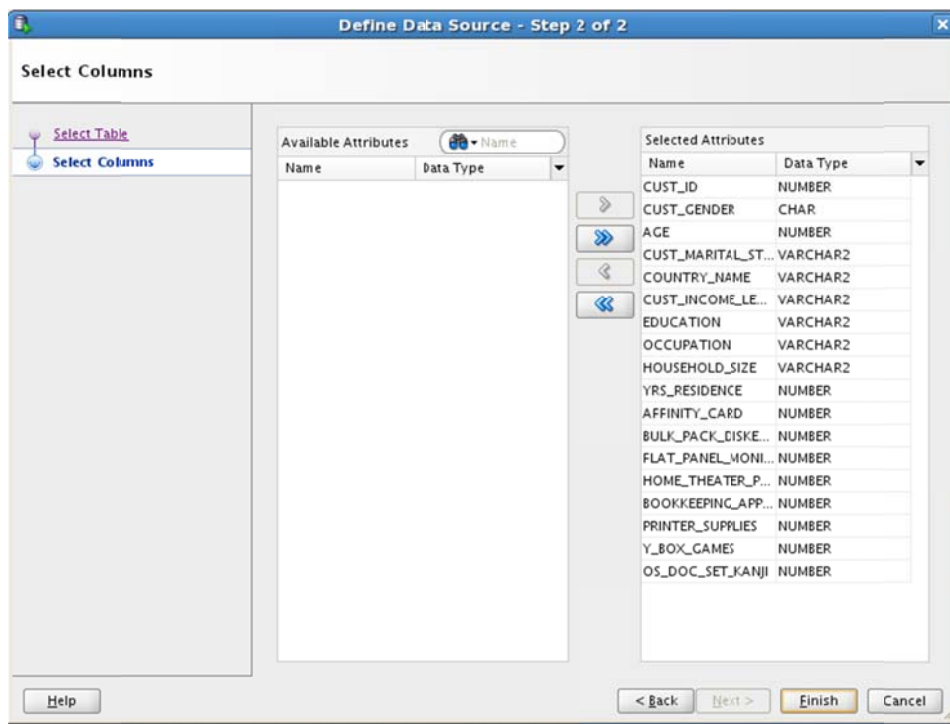 Define Data Source - Step 2 of 2
Select Columns
Select Table
Select Columns
Available Attributes
Name
Name Data Type
Selected Attributes
Name Data Type
CUST_ID NUMBER
CUST_GENDER CHAR
AGE NUMBER
CUST_MARITAL_ST... VARCHAR2
COUNTRY_NAME VARCHAR2
CUST_INCOME_LE... VARCHAR2
EDUCATION VARCHAR2
OCCUPATION VARCHAR2
HOUSEHOLD_SIZE VARCHAR2
YRS_RESIDENCE NUMBER
AFFINITY_CARD NUMBER
BULK_PACK_DISKE... NUMBER
FLAT_PANEL_MONI... NUMBER
HOME_THEATER_P... NUMBER
BOOKKEEPING_APP... NUMBER
PRINTER_SUPPLIES NUMBER
Y_BOX_GAMES NUMBER
OS_DOC_SET_KANJI NUMBER
Help < Back Next > Finish Cancel